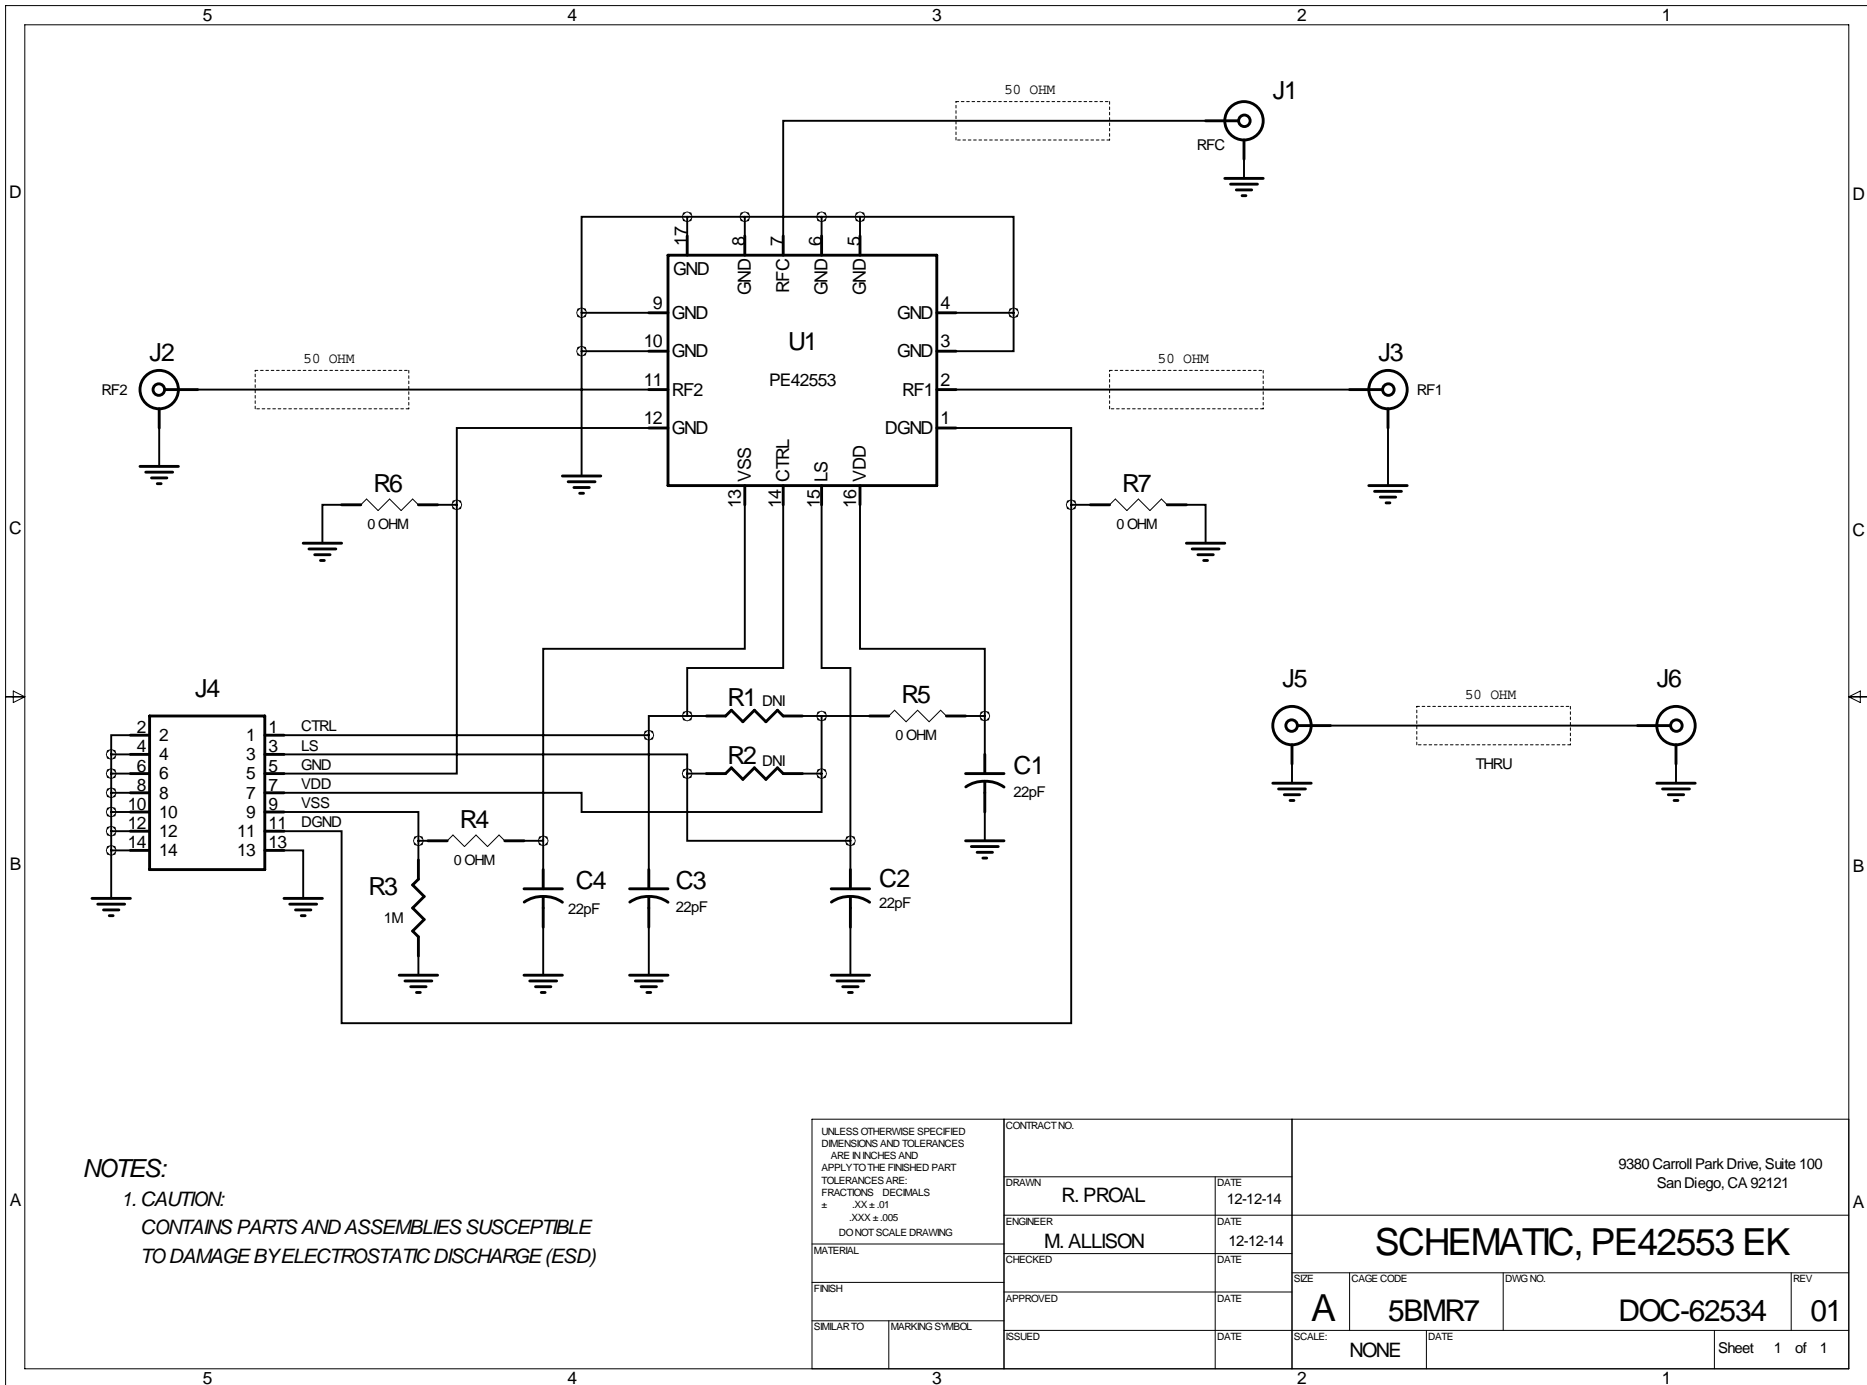 5 4 3 2 1
D D
C C
B B
A A
50 OHM
J1
RFC
17 8 7 6 5
GND GND RFC GND GND
9 GND GND 4
10 GND GND 3
U1
PE42553
11 RF2 RF1 2
12 GND DGND 1
VSS CTRL LS VDD
13 14 15 16
J2
RF2
50 OHM
50 OHM
J3
RF1
R6
0 OHM
R7
0 OHM
J4
2 2 1 1 CTRL
4 4 3 3 LS
6 6 5 5 GND
8 8 7 7 VDD
10 10 9 9 VSS
12 12 11 11 DGND
14 14 13 13
R1 DNI
R2 DNI
R5
0 OHM
C1
22pF
R4
0 OHM
R3
1M
C4
22pF
C3
22pF
C2
22pF
J5
50 OHM
THRU
J6
NOTES:
1. CAUTION:
CONTAINS PARTS AND ASSEMBLIES SUSCEPTIBLE
TO DAMAGE BY ELECTROSTATIC DISCHARGE (ESD)
UNLESS OTHERWISE SPECIFIED
DIMENSIONS AND TOLERANCES
ARE IN INCHES AND
APPLY TO THE FINISHED PART
TOLERANCES ARE:
FRACTIONS DECIMALS
± .XX ± .01
.XXX ± .005
DO NOT SCALE DRAWING
MATERIAL
FINISH
SIMILAR TO MARKING SYMBOL
CONTRACT NO.
DRAWN R. PROAL DATE 12-12-14
ENGINEER M. ALLISON DATE 12-12-14
CHECKED DATE
APPROVED DATE
ISSUED DATE
9380 Carroll Park Drive, Suite 100
San Diego, CA 92121
SCHEMATIC, PE42553 EK
SIZE A CAGE CODE 5BMR7 DWG NO. DOC-62534 REV 01
SCALE: NONE DATE Sheet 1 of 1
5 4 3 2 1